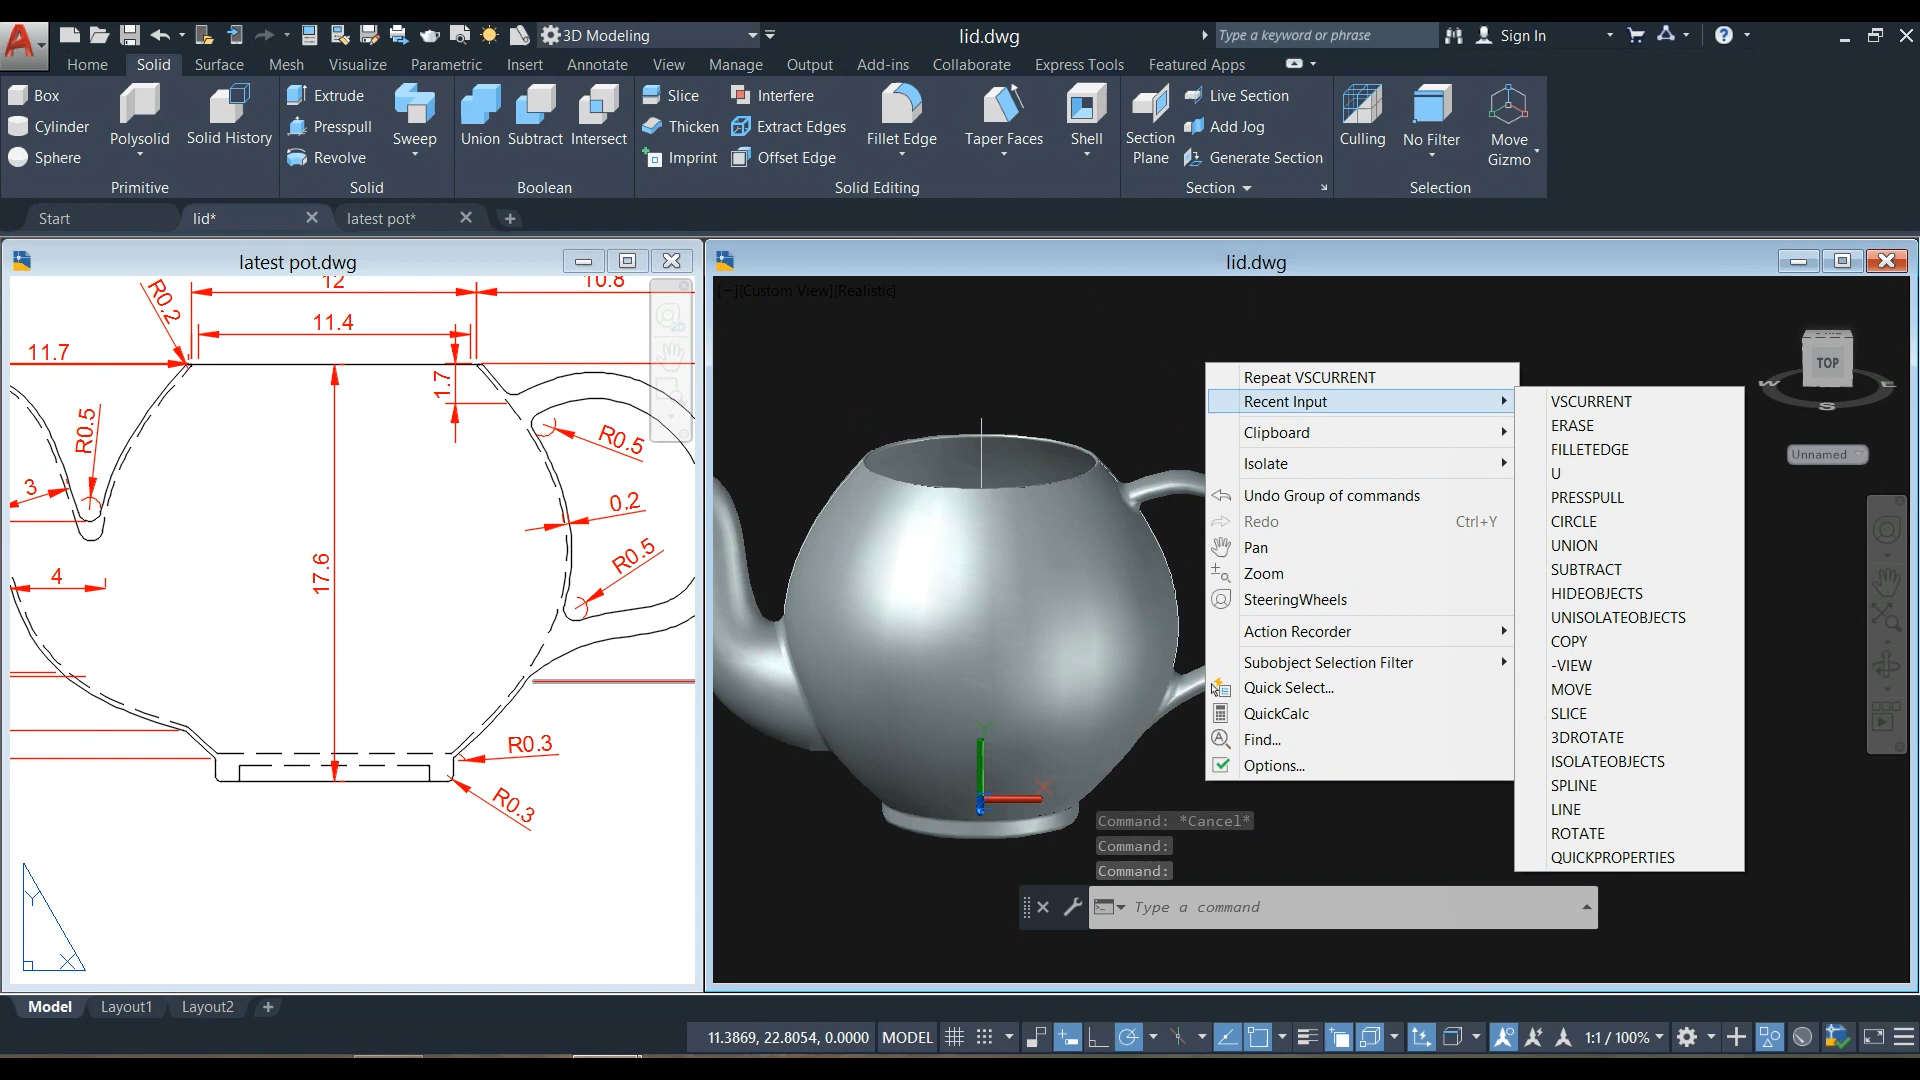 3D Modeling
lid.dwg
Type a keyword or phrase
Sign In
Home Solid Surface Mesh Visualize Parametric Insert Annotate View Manage Output Add-ins Collaborate Express Tools Featured Apps
Box
Cylinder
Sphere
Polysolid
Solid History
Primitive
Extrude
Presspull
Revolve
Sweep
Solid
Union Subtract Intersect
Boolean
Slice
Thicken
Imprint
Interfere
Extract Edges
Offset Edge
Fillet Edge
Taper Faces
Shell
Solid Editing
Section
Plane
Live Section
Add Jog
Generate Section
Section
Culling
No Filter
Move
Gizmo
Selection
Start
lid*
latest pot*
latest pot.dwg
12
10.8
R0.2
11.4
11.7
1.7
R0.5
R0.5
3
0.2
17.6
R0.5
4
R0.3
R0.3
Y
X
2D
lid.dwg
[−][Custom View][Realistic]
TOP
W
E
S
Unnamed
Repeat VSCURRENT
Recent Input
Clipboard
Isolate
Undo Group of commands
Redo Ctrl+Y
Pan
Zoom
SteeringWheels
Action Recorder
Subobject Selection Filter
Quick Select...
QuickCalc
Find...
Options...
VSCURRENT
ERASE
FILLETEDGE
U
PRESSPULL
CIRCLE
UNION
SUBTRACT
HIDEOBJECTS
UNISOLATEOBJECTS
COPY
-VIEW
MOVE
SLICE
3DROTATE
ISOLATEOBJECTS
SPLINE
LINE
ROTATE
QUICKPROPERTIES
Y
X
Command: *Cancel*
Command:
Command:
Type a command
Model Layout1 Layout2
11.3869, 22.8054, 0.0000 MODEL
1:1 / 100%